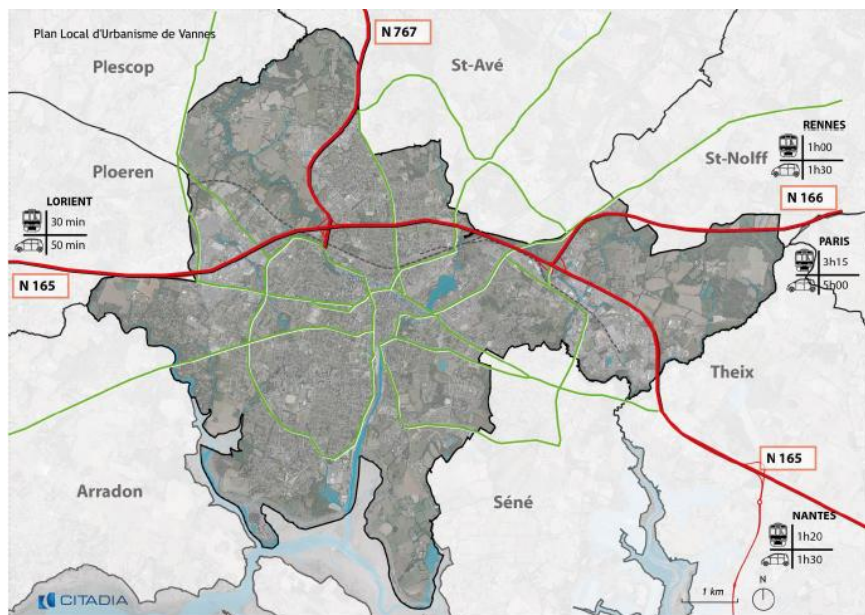 Plan Local d'Urbanisme de Vannes
N 767
Plescop
St-Avé
RENNES
1h00
1h30
St-Nolff
Ploeren
LORIENT
30 min
50 min
N 166
PARIS
3h15
5h00
N 165
Theix
N 165
Arradon
Séné
NANTES
1h20
1h30
CITADIA
1 km
N